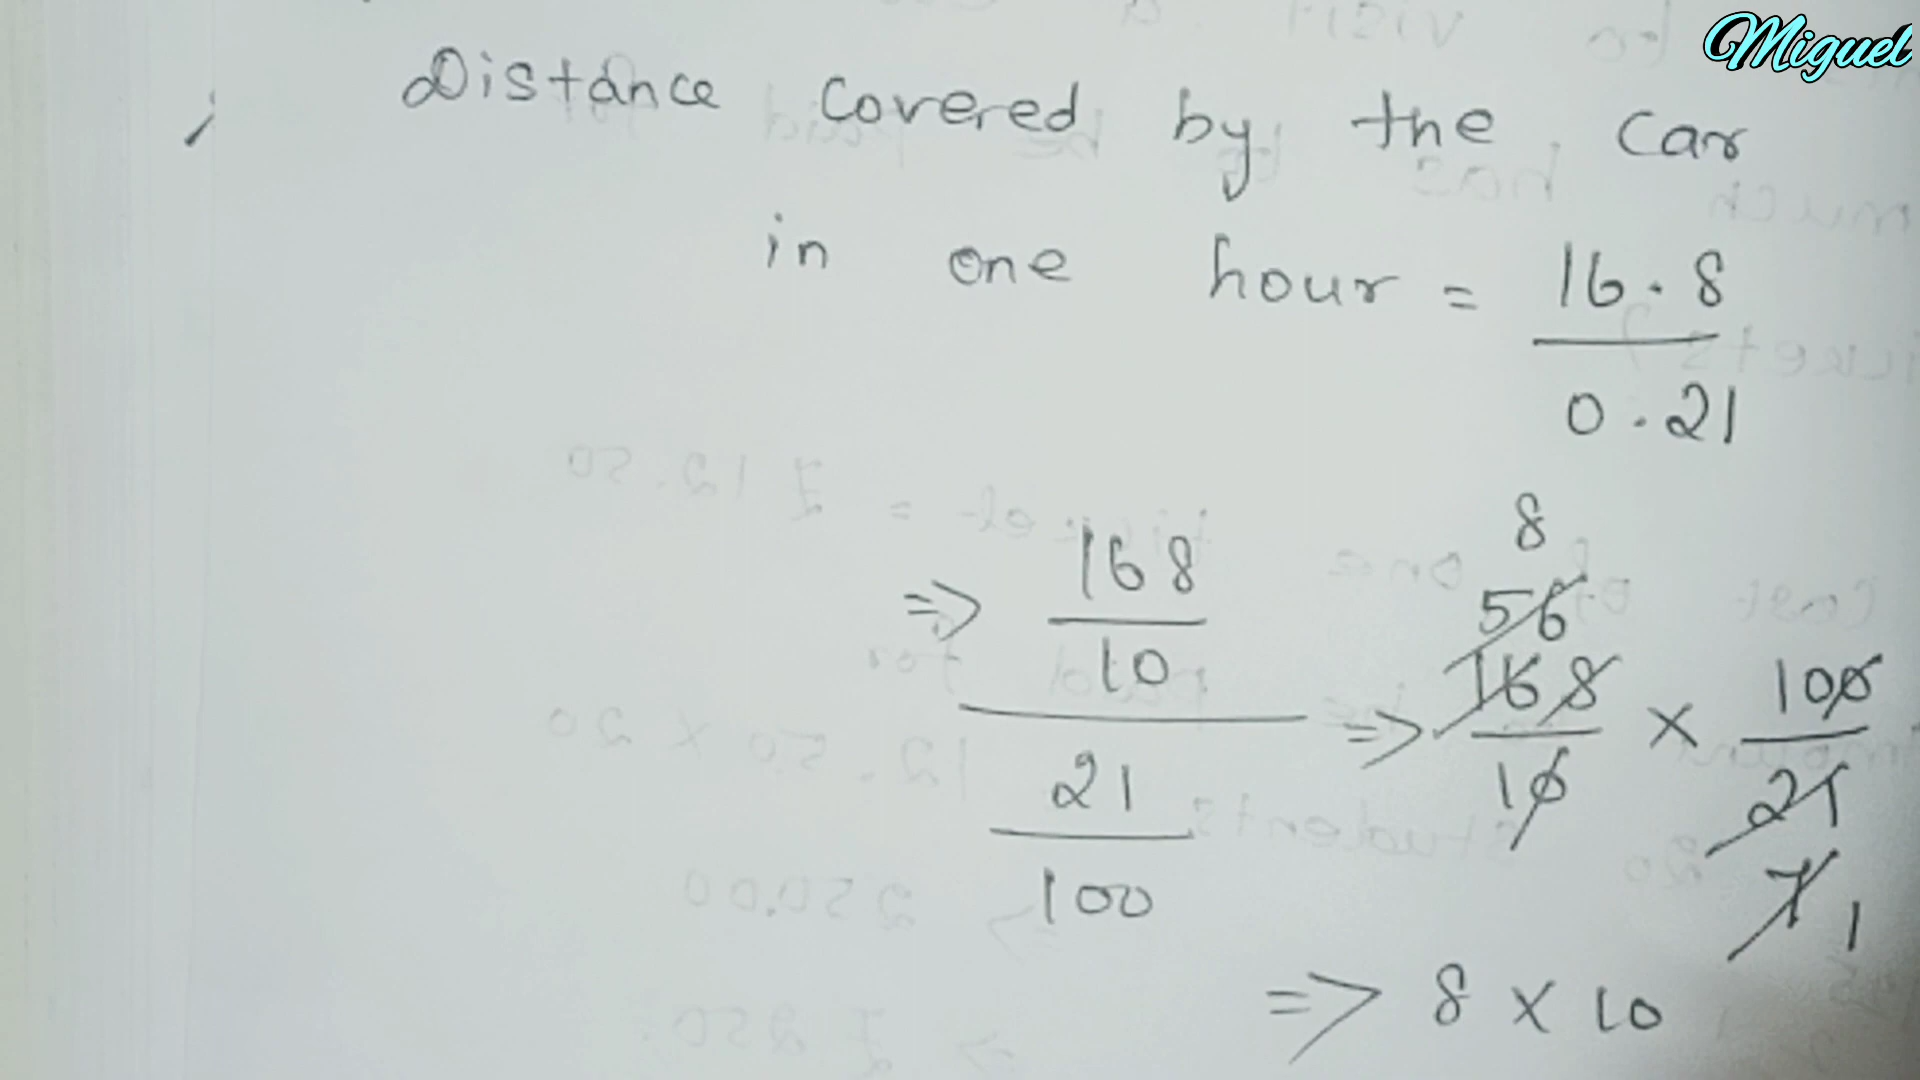 Miguel
Distance covered by the car
in one hour = 16.8
0.21
8
56
=> 168/10 => 168/10 × 100/21
21/100
7 1
=> 8 × 10